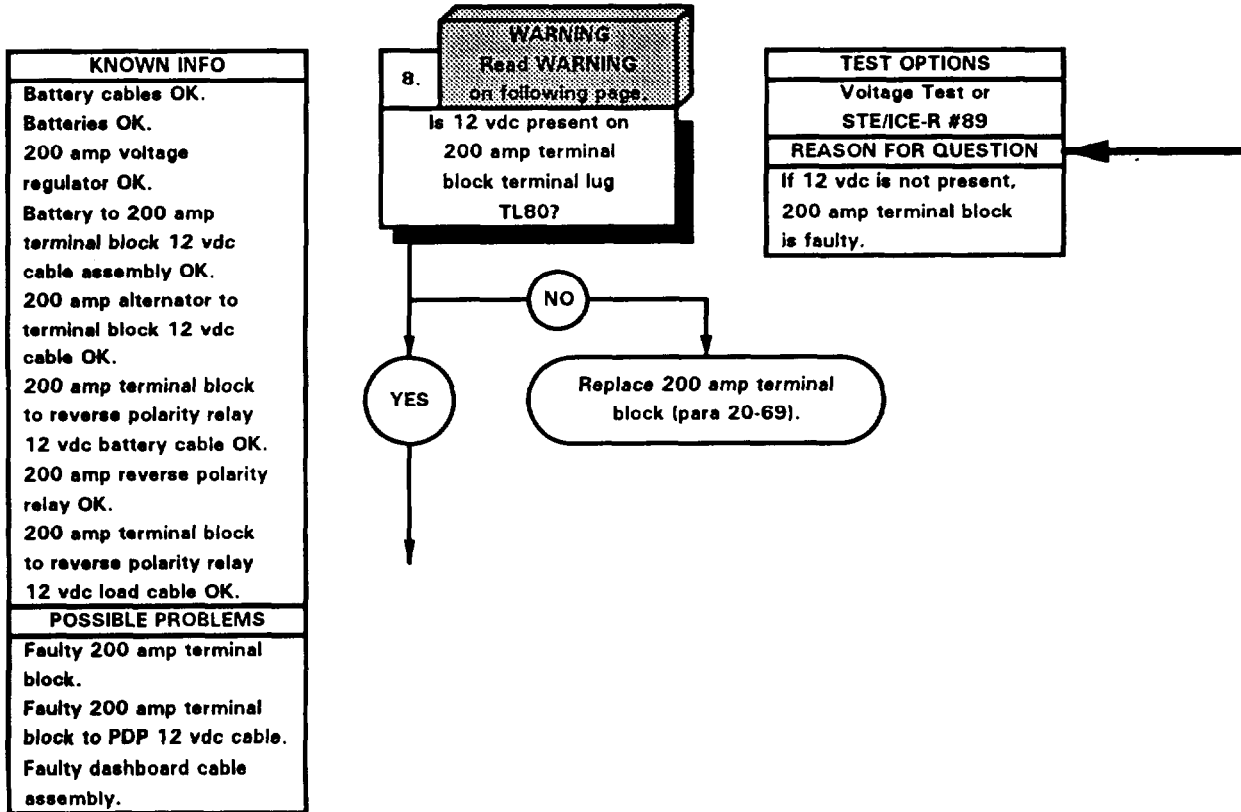 KNOWN INFO
Battery cables OK.
Batteries OK.
200 amp voltage
regulator OK.
Battery to 200 amp
terminal block 12 vdc
cable assembly OK.
200 amp alternator to
terminal block 12 vdc
cable OK.
200 amp terminal block
to reverse polarity relay
12 vdc battery cable OK.
200 amp reverse polarity
relay OK.
200 amp terminal block
to reverse polarity relay
12 vdc load cable OK.
POSSIBLE PROBLEMS
Faulty 200 amp terminal
block.
Faulty 200 amp terminal
block to PDP 12 vdc cable.
Faulty dashboard cable
assembly.
WARNING
Read WARNING
on following page.
8.
Is 12 vdc present on
200 amp terminal
block terminal lug
TL80?
NO
YES
Replace 200 amp terminal
block (para 20-69).
TEST OPTIONS
Voltage Test or
STE/ICE-R #89
REASON FOR QUESTION
If 12 vdc is not present,
200 amp terminal block
is faulty.